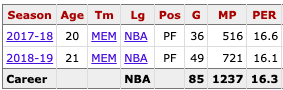 Season Age Tm Lg Pos G MP PER
2017-18 20 MEM NBA PF 36 516 16.6
2018-19 21 MEM NBA PF 49 721 16.1
Career NBA 85 1237 16.3